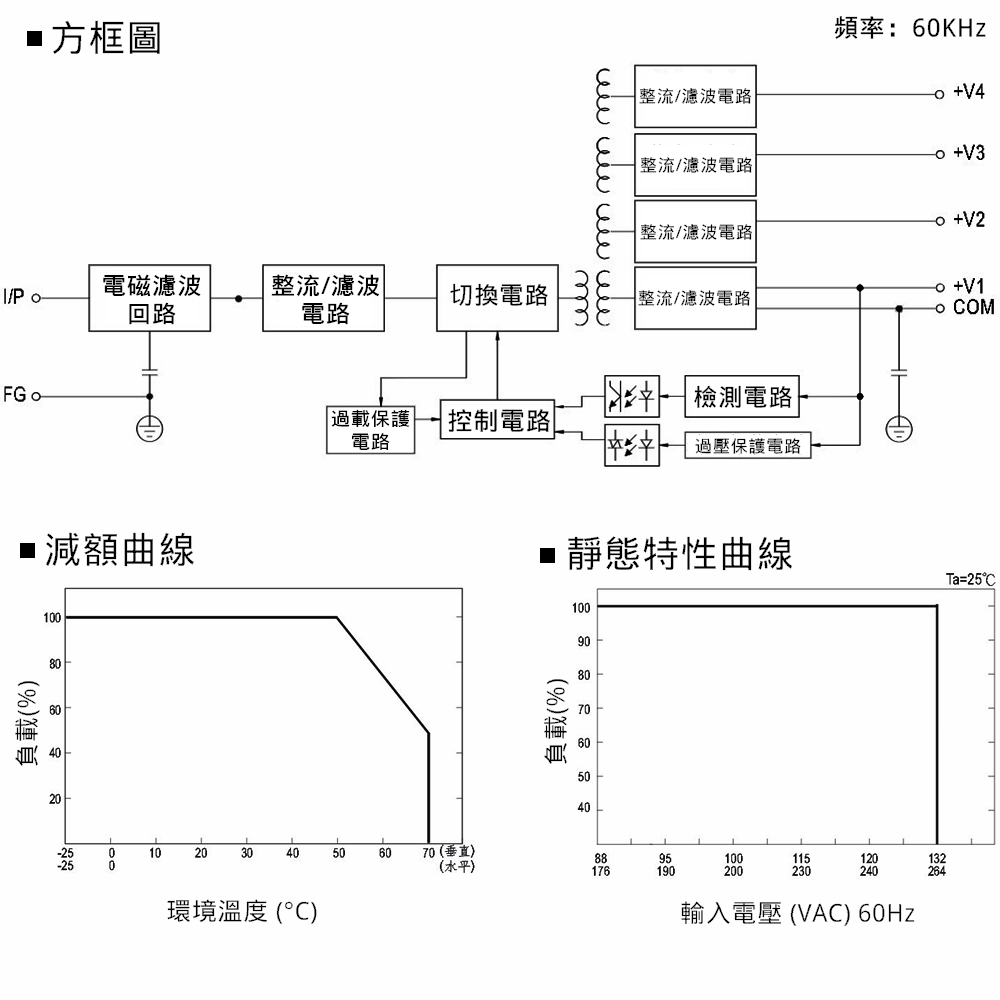 ■ 方框圖
頻率：60KHz
整流/濾波電路
+V4
整流/濾波電路
+V3
整流/濾波電路
+V2
I/P
電磁濾波
回路
整流/濾波
電路
切換電路
整流/濾波電路
+V1
COM
FG
過載保護
電路
控制電路
檢測電路
過壓保護電路
■ 減額曲線
100
80
60
40
20
負載(%)
-25 0 10 20 30 40 50 60 70 (垂直)
-25 0 (水平)
環境溫度 (°C)
■ 靜態特性曲線
Ta=25℃
100
90
80
70
60
50
40
負載(%)
88 95 100 115 120 132
176 190 200 230 240 264
輸入電壓 (VAC) 60Hz